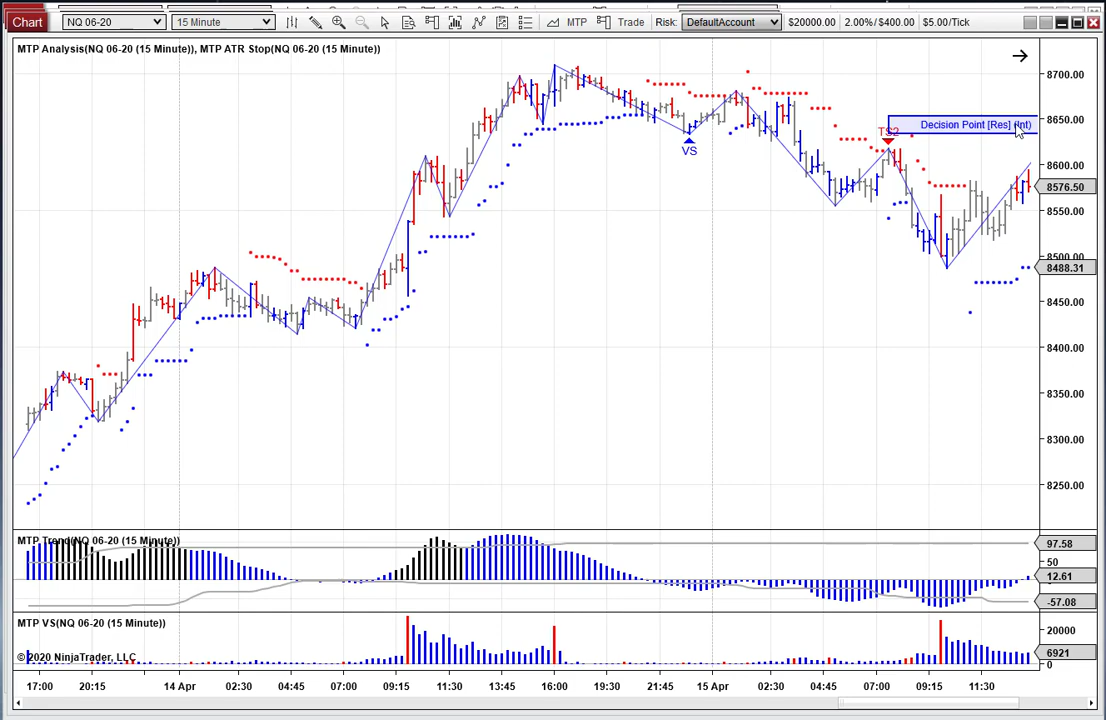 Chart NQ 06-20 15 Minute MTP Trade Risk: DefaultAccount $20000.00 2.00%/$400.00 $5.00/Tick
MTP Analysis(NQ 06-20 (15 Minute)), MTP ATR Stop(NQ 06-20 (15 Minute))
8700.00
Decision Point [Res] (Int)
8650.00
TS2
VS
8600.00
8576.50
8550.00
8500.00
8488.31
8450.00
8400.00
8350.00
8300.00
8250.00
MTP Trend(NQ 06-20 (15 Minute))
97.58
50
12.61
-57.08
MTP VS(NQ 06-20 (15 Minute))
20000
6921
© 2020 NinjaTrader, LLC
0
17:00 20:15 14 Apr 02:30 04:45 07:00 09:15 11:30 13:45 16:00 19:30 21:45 15 Apr 02:30 04:45 07:00 09:15 11:30